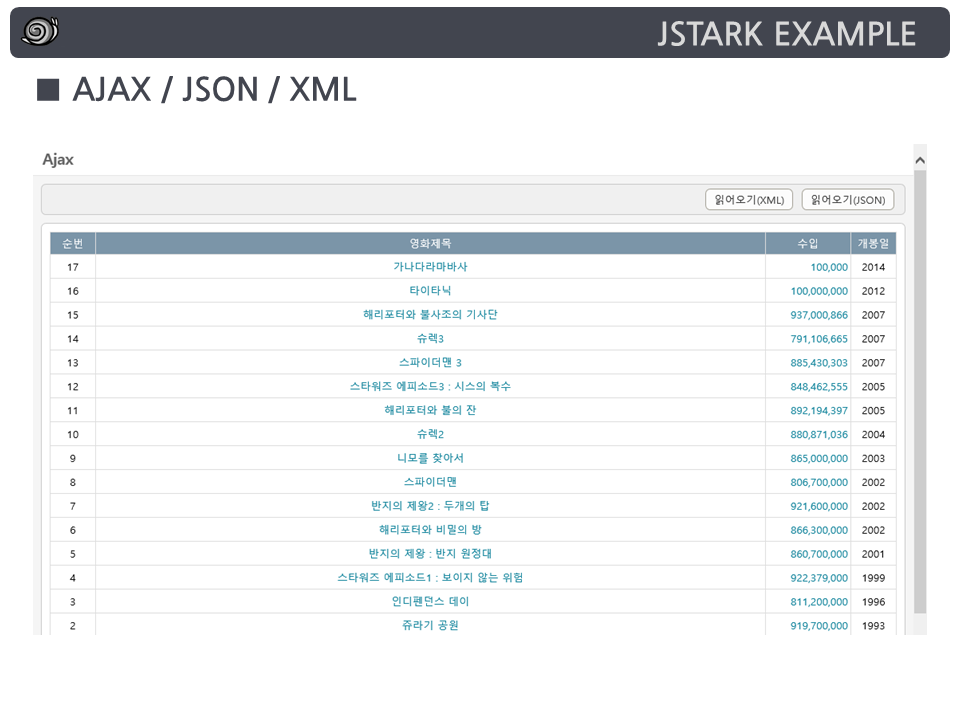 JSTARK EXAMPLE
■ AJAX / JSON / XML
Ajax
읽어오기(XML) 읽어오기(JSON)
순번 영화제목 수입 개봉일
17 가나다라마바사 100,000 2014
16 타이타닉 100,000,000 2012
15 해리포터와 불사조의 기사단 937,000,866 2007
14 슈렉3 791,106,665 2007
13 스파이더맨 3 885,430,303 2007
12 스타워즈 에피소드3 : 시스의 복수 848,462,555 2005
11 해리포터와 불의 잔 892,194,397 2005
10 슈렉2 880,871,036 2004
9 니모를 찾아서 865,000,000 2003
8 스파이더맨 806,700,000 2002
7 반지의 제왕2 : 두개의 탑 921,600,000 2002
6 해리포터와 비밀의 방 866,300,000 2002
5 반지의 제왕 : 반지 원정대 860,700,000 2001
4 스타워즈 에피소드1 : 보이지 않는 위험 922,379,000 1999
3 인디펜던스 데이 811,200,000 1996
2 쥬라기 공원 919,700,000 1993